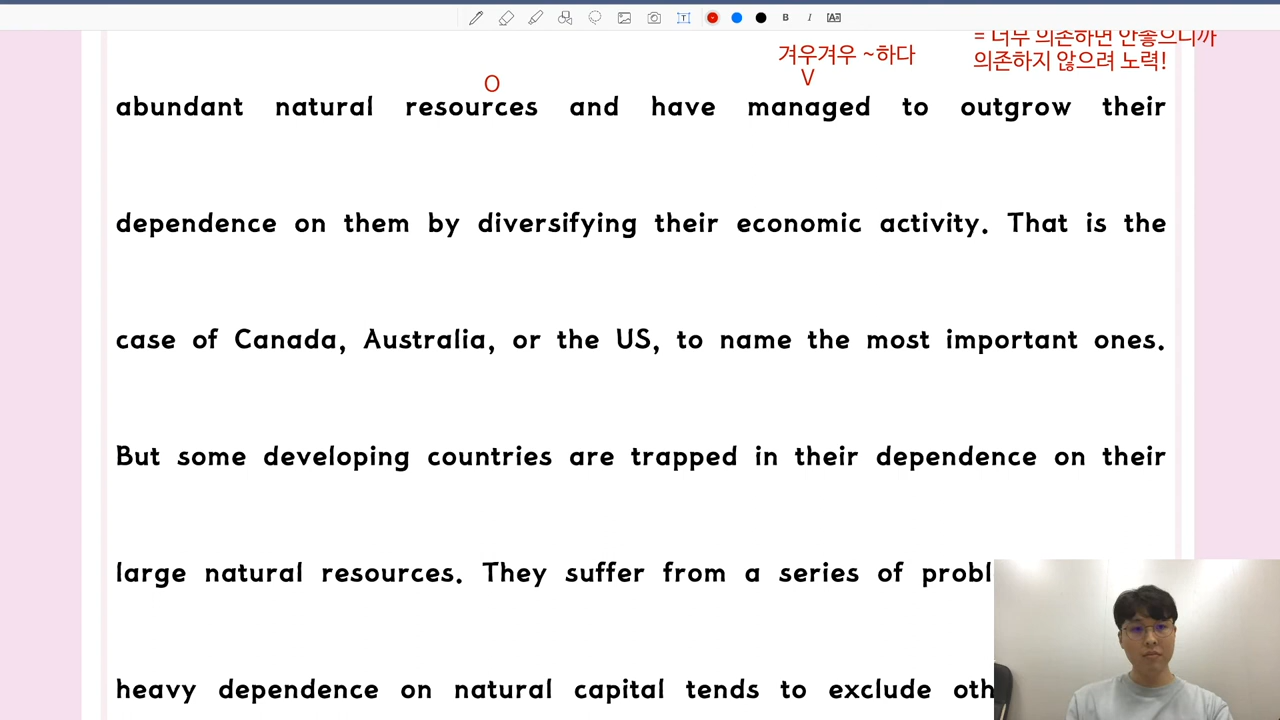 = 너무 의존하면 안좋으니까
겨우겨우 ~하다
의존하지 않으려 노력!
O
V
abundant natural resources and have managed to outgrow their
dependence on them by diversifying their economic activity. That is the
case of Canada, Australia, or the US, to name the most important ones.
But some developing countries are trapped in their dependence on their
large natural resources. They suffer from a series of
heavy dependence on natural capital tends to exclude